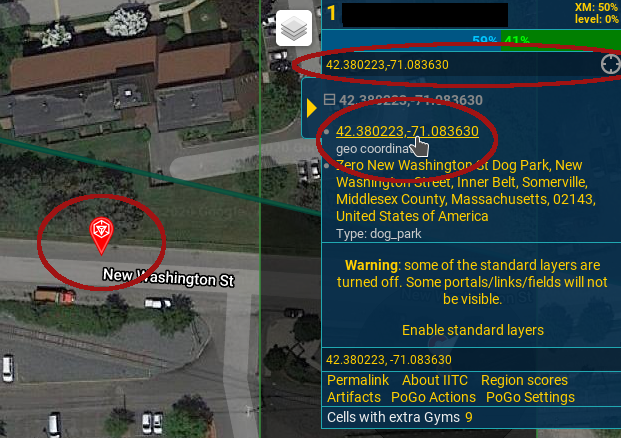 1
XM: 50%
level: 0%
59% 41%
42.380223,-71.083630
42.380223,-71.083630
42.380223,-71.083630
geo coordina
Zero New Washington St Dog Park, New
Washington Street, Inner Belt, Somerville,
Middlesex County, Massachusetts, 02143,
United States of America
Type: dog_park
New Washington St
Warning: some of the standard layers are
turned off. Some portals/links/fields will not
be visible.
Enable standard layers
42.380223, -71.083630
Permalink About IITC Region scores
Artifacts PoGo Actions PoGo Settings
Cells with extra Gyms 9